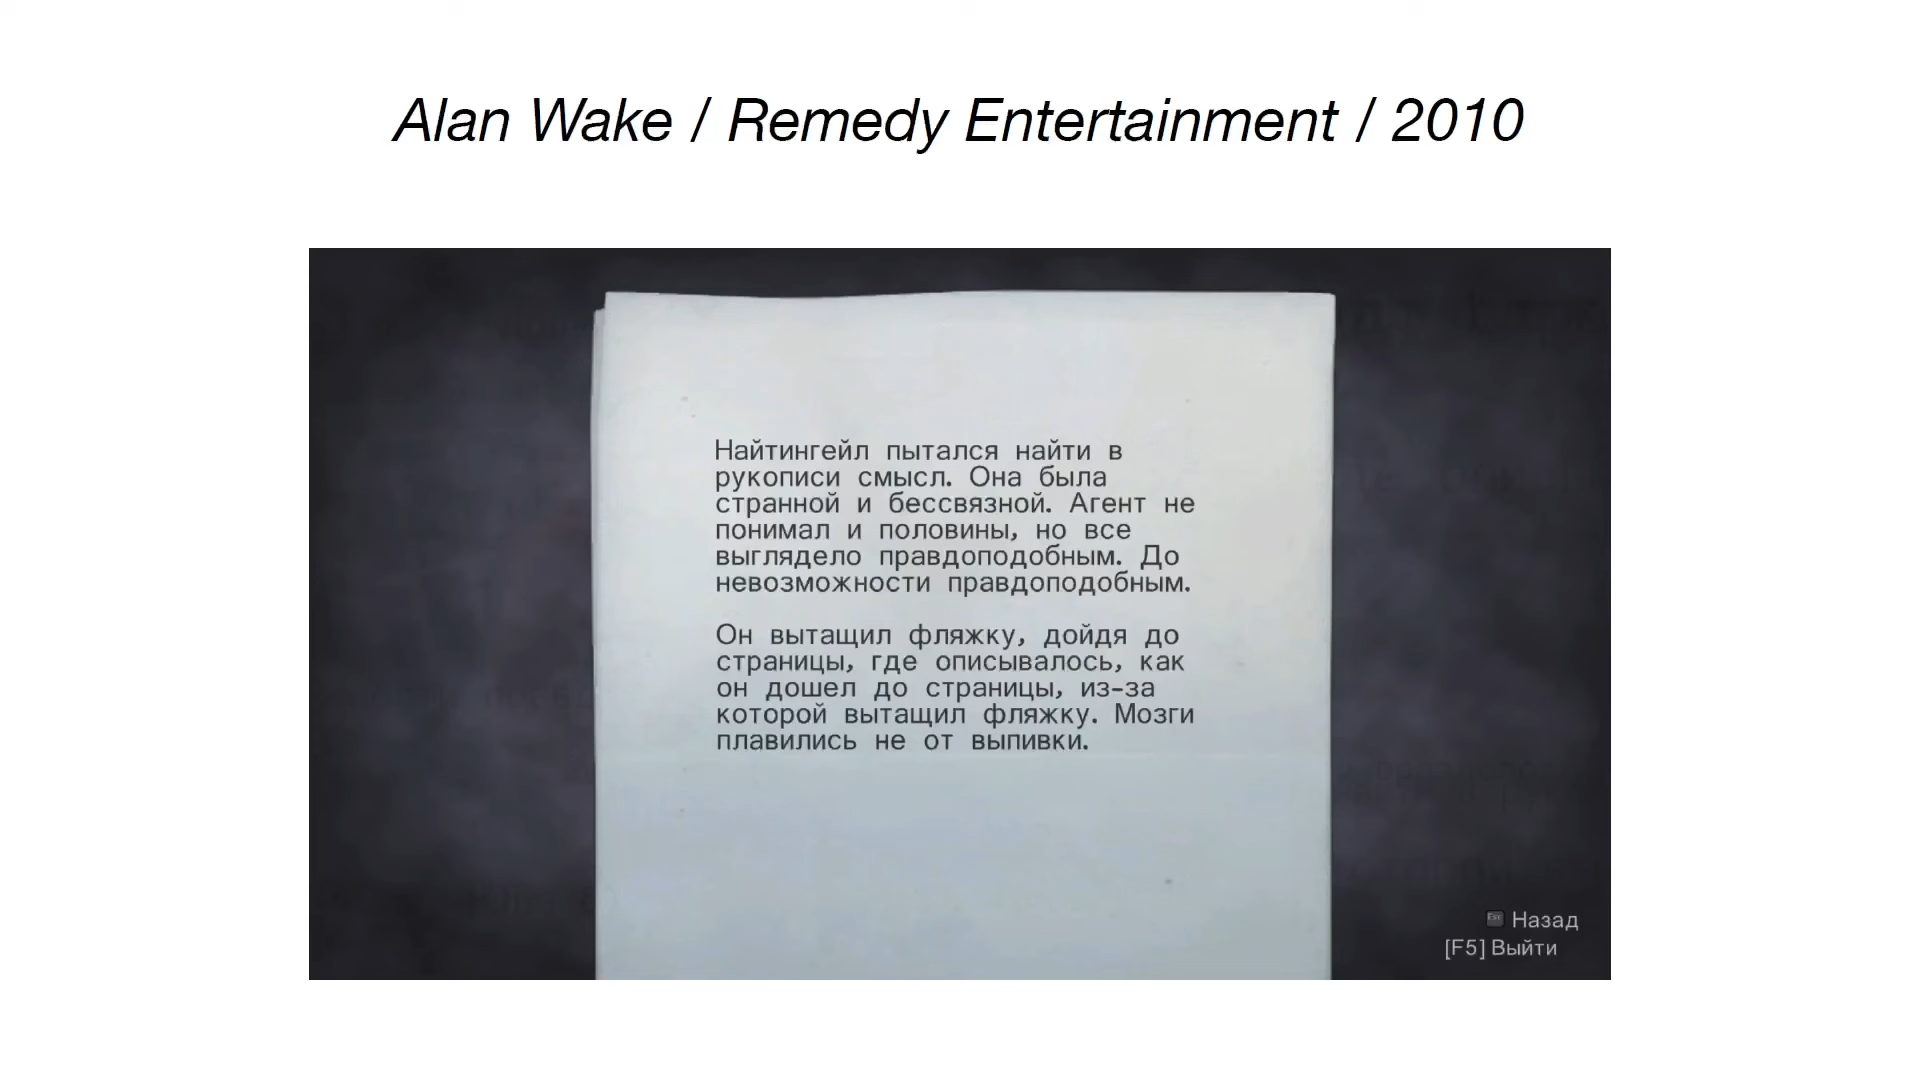 Alan Wake / Remedy Entertainment / 2010
Найтингейл пытался найти в
рукописи смысл. Она была
странной и бессвязной. Агент не
понимал и половины, но все
выглядело правдоподобным. До
невозможности правдоподобным.
Он вытащил фляжку, дойдя до
страницы, где описывалось, как
он дошел до страницы, из-за
которой вытащил фляжку. Мозги
плавились не от выпивки.
Esc Назад
[F5] Выйти